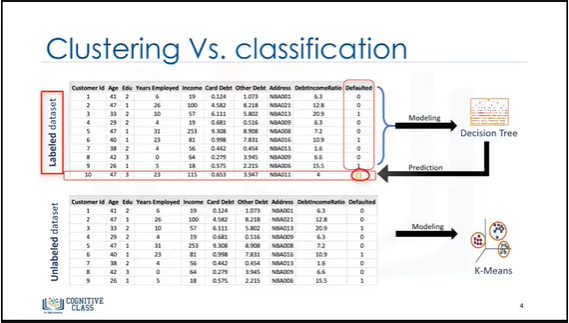 Clustering Vs. classification
Labeled dataset
Customer Id Age Edu Years Employed Income Card Debt Other Debt Address DebtIncomeRatio Defaulted
1 41 2 6 19 0.124 1.073 NBA001 6.3 0
2 47 1 26 100 4.582 8.218 NBA021 12.8 0
3 33 2 10 57 6.111 5.802 NBA013 20.9 1
4 29 2 4 19 0.681 0.516 NBA009 6.3 0
5 47 1 31 253 9.308 8.908 NBA008 7.2 0
6 40 1 23 81 0.998 7.831 NBA016 10.9 1
7 38 2 4 56 0.442 0.454 NBA013 1.6 0
8 42 3 0 64 0.279 3.945 NBA009 6.6 0
9 26 1 5 18 0.575 2.215 NBA006 15.5 1
10 47 3 23 115 0.653 3.947 NBA011 4
Modeling
Decision Tree
Prediction
Unlabeled dataset
Customer Id Age Edu Years Employed Income Card Debt Other Debt Address DebtIncomeRatio Defaulted
1 41 2 6 19 0.124 1.073 NBA001 6.3 0
2 47 1 26 100 4.582 8.218 NBA021 12.8 0
3 33 2 10 57 6.111 5.802 NBA013 20.9 1
4 29 2 4 19 0.681 0.516 NBA009 6.3 0
5 47 1 31 253 9.308 8.908 NBA008 7.2 0
6 40 1 23 81 0.998 7.831 NBA016 10.9 1
7 38 2 4 56 0.442 0.454 NBA013 1.6 0
8 42 3 0 64 0.279 3.945 NBA009 6.6 0
9 26 1 5 18 0.575 2.215 NBA006 15.5 1
Modeling
K-Means
COGNITIVE
CLASS
4